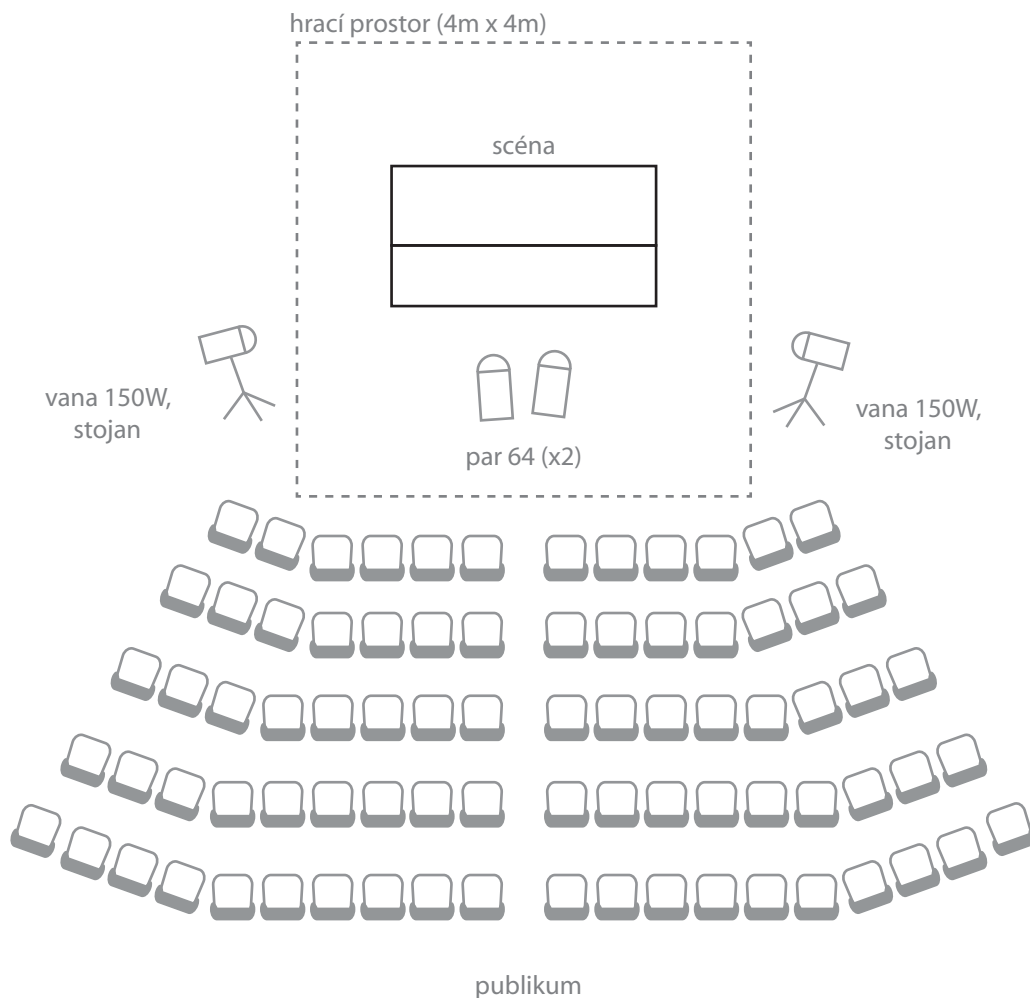 hrací prostor (4m x 4m)
scéna
vana 150W,
stojan
vana 150W,
stojan
par 64 (x2)
publikum